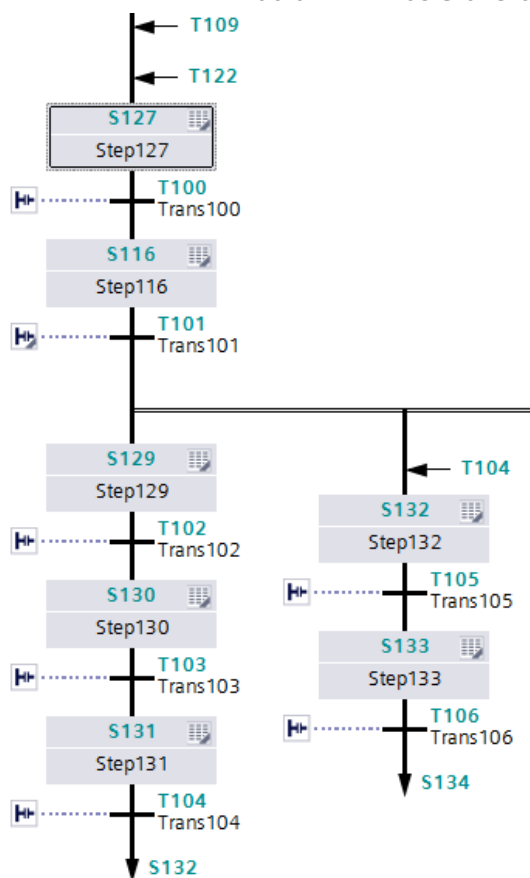 T109
T122
S127
Step127
T100
Trans100
S116
Step116
T101
Trans101
S129
Step129
T102
Trans102
S130
Step130
T103
Trans103
S131
Step131
T104
Trans104
S132
T104
S132
Step132
T105
Trans105
S133
Step133
T106
Trans106
S134